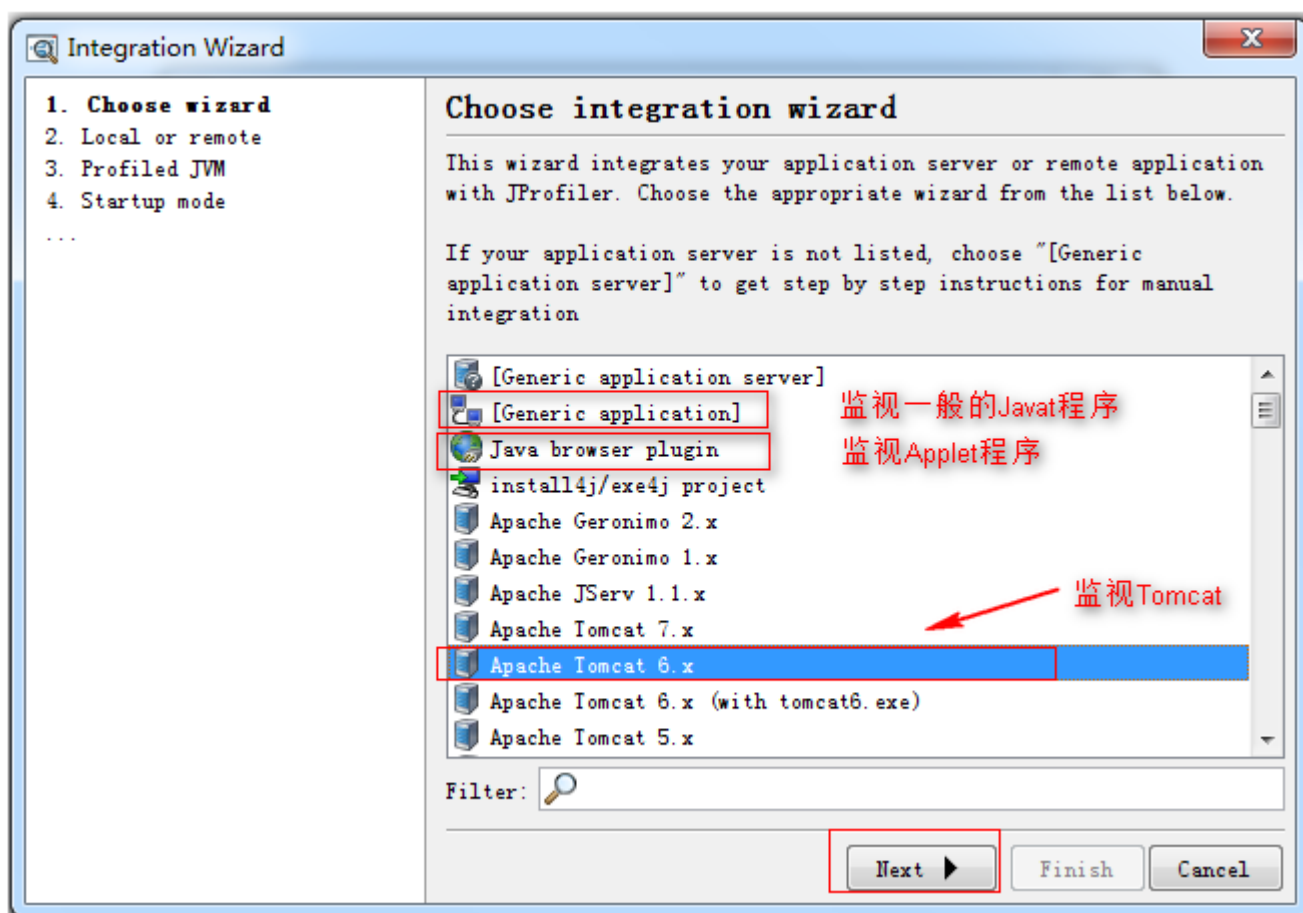 Integration Wizard
1. Choose wizard
2. Local or remote
3. Profiled JVM
4. Startup mode
...
Choose integration wizard
This wizard integrates your application server or remote application
with JProfiler. Choose the appropriate wizard from the list below.
If your application server is not listed, choose "[Generic
application server]" to get step by step instructions for manual
integration
[Generic application server]
[Generic application]
监视一般的Javat程序
Java browser plugin
监视Applet程序
install4j/exe4j project
Apache Geronimo 2.x
Apache Geronimo 1.x
Apache JServ 1.1.x
监视Tomcat
Apache Tomcat 7.x
Apache Tomcat 6.x
Apache Tomcat 6.x (with tomcat6.exe)
Apache Tomcat 5.x
Filter:
Next
Finish
Cancel